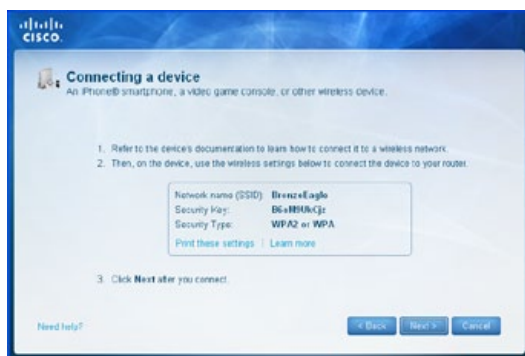 CISCO.
Connecting a device
An iPhone® smartphone, a video game console, or other wireless device.
1. Refer to the device's documentation to learn how to connect it to a wireless network.
2. Then, on the device, use the wireless settings below to connect the device to your router.
Network name (SSID): BronzeEagle
Security Key:
Security Type: WPA2 or WPA
Print these settings | Learn more
3. Click Next after you connect.
Need help?
< Back
Next >
Cancel